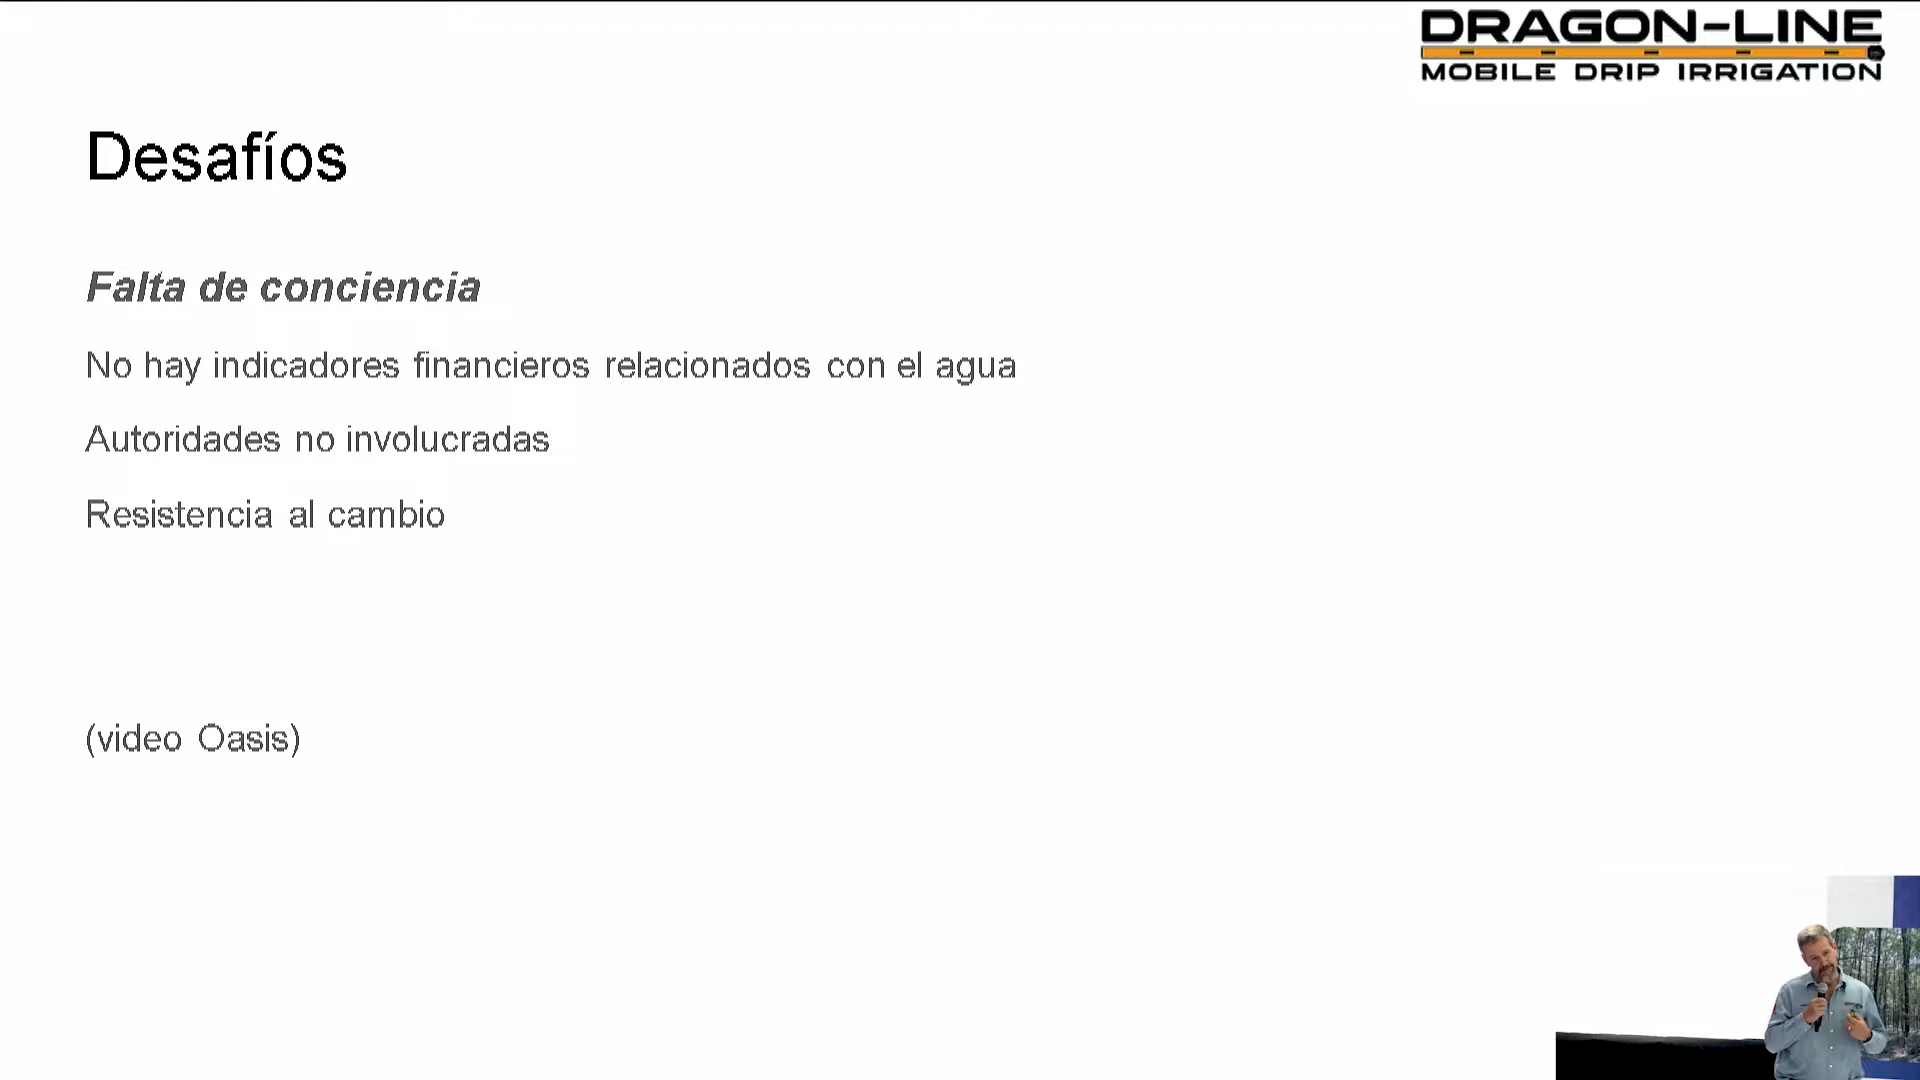 DRAGON-LINE
MOBILE DRIP IRRIGATION
Desafíos
Falta de conciencia
No hay indicadores financieros relacionados con el agua
Autoridades no involucradas
Resistencia al cambio
(video Oasis)